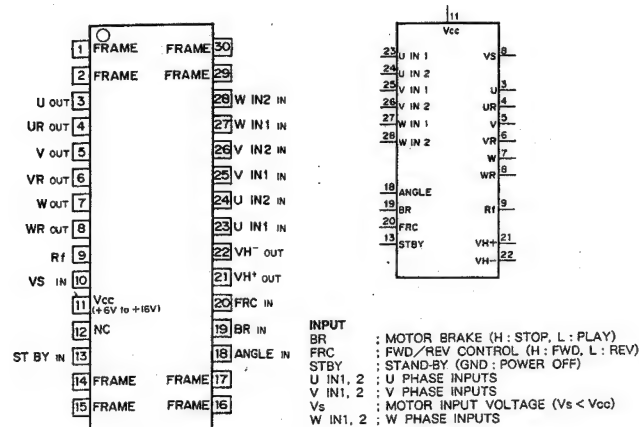 1 FRAME FRAME 30
2 FRAME FRAME 29
U OUT 3 28 W IN2 IN
UR OUT 4 27 W IN1 IN
V OUT 5 26 V IN2 IN
VR OUT 6 25 V IN1 IN
W OUT 7 24 U IN2 IN
WR OUT 8 23 U IN1 IN
Rf 9 22 VH- OUT
VS IN 10 21 VH+ OUT
11 Vcc (+6V to +16V) 20 FRC IN
12 NC 19 BR IN
ST BY IN 13 18 ANGLE IN
14 FRAME FRAME 17
15 FRAME FRAME 16
11
Vcc
23 U IN 1 VS 8
24 U IN 2
25 V IN 1 U 3
26 V IN 2 UR 4
27 W IN 1 V 5
28 W IN 2 VR 6
W 7
WR 8
18 ANGLE
19 BR Rf 9
20 FRC
13 STBY VH+ 21
VH- 22
INPUT
BR ; MOTOR BRAKE (H : STOP, L : PLAY)
FRC ; FWD/REV CONTROL (H : FWD, L : REV)
STBY ; STAND-BY (GND : POWER OFF)
U IN1, 2 ; U PHASE INPUTS
V IN1, 2 ; V PHASE INPUTS
Vs ; MOTOR INPUT VOLTAGE (Vs < Vcc)
W IN1, 2 ; W PHASE INPUTS